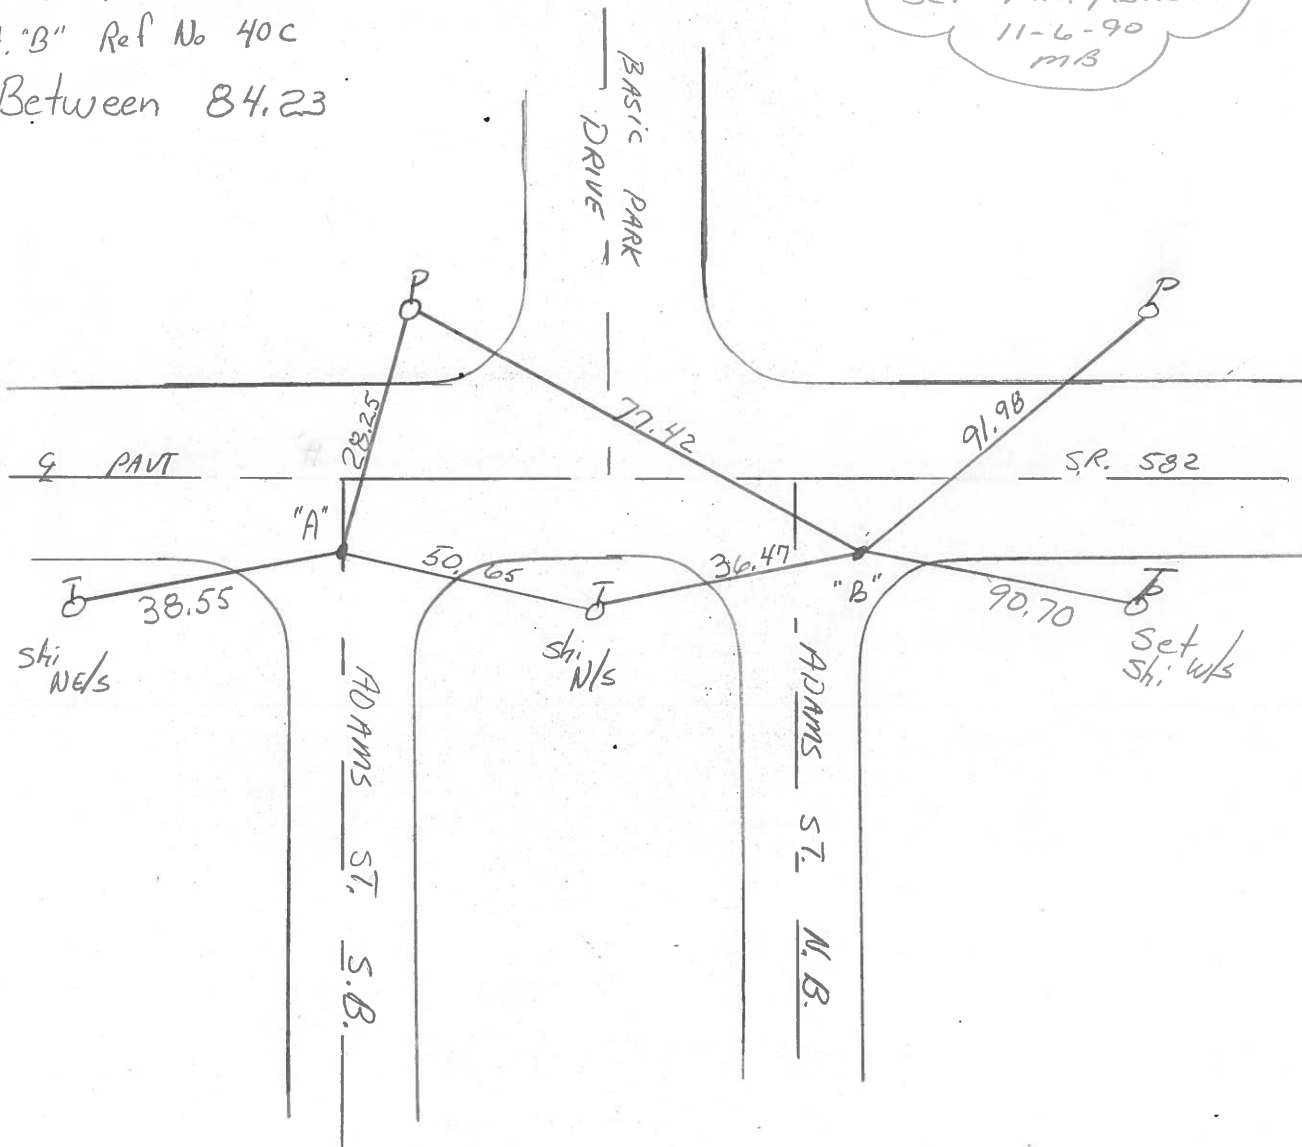 "B" Ref No 40C
Between 84.23
11-6-90
MB
BASIC PARK
DRIVE
P
P
28.25
77.42
91.98
℄ PAVT
S.R. 582
"A"
50.65
36.47
"B"
T
38.55
T
90.70
shi
NE/S
shi
N/S
Set
Shi W/S
ADAMS ST. S.B.
ADAMS ST. N.B.